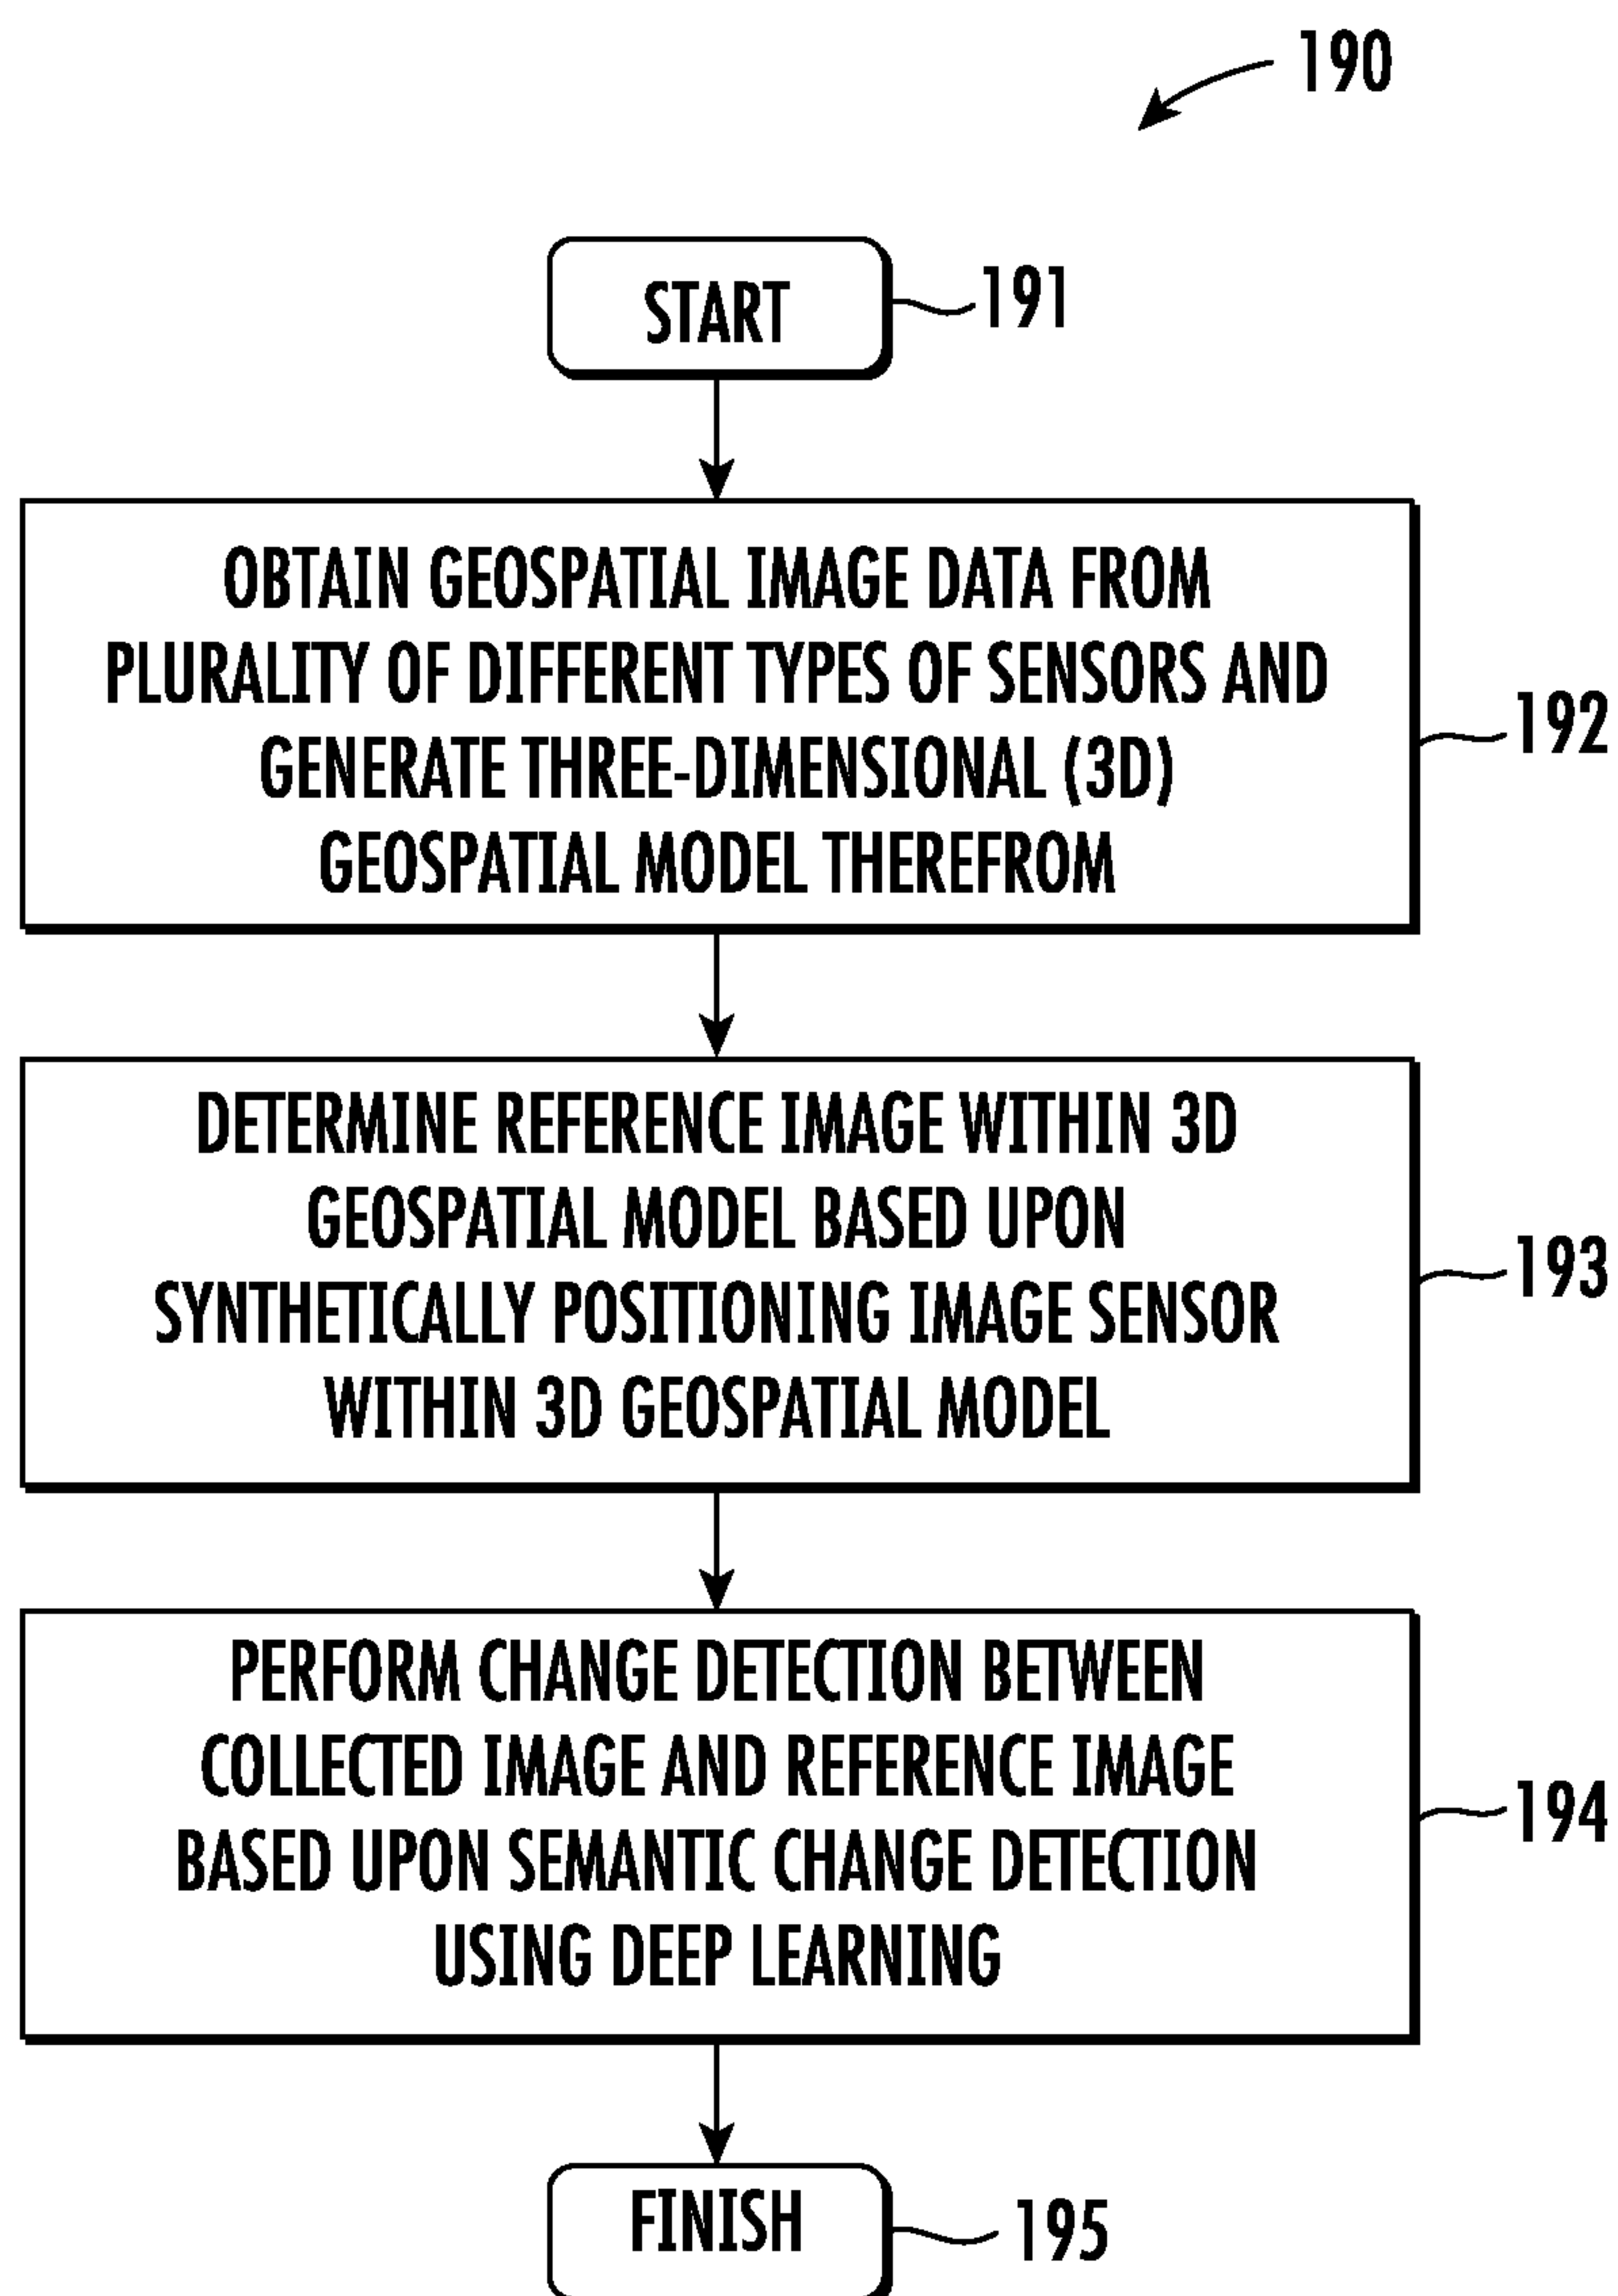 190
START
191
OBTAIN GEOSPATIAL IMAGE DATA FROM
PLURALITY OF DIFFERENT TYPES OF SENSORS AND
GENERATE THREE-DIMENSIONAL (3D)
GEOSPATIAL MODEL THEREFROM
192
DETERMINE REFERENCE IMAGE WITHIN 3D
GEOSPATIAL MODEL BASED UPON
SYNTHETICALLY POSITIONING IMAGE SENSOR
WITHIN 3D GEOSPATIAL MODEL
193
PERFORM CHANGE DETECTION BETWEEN
COLLECTED IMAGE AND REFERENCE IMAGE
BASED UPON SEMANTIC CHANGE DETECTION
USING DEEP LEARNING
194
FINISH
195